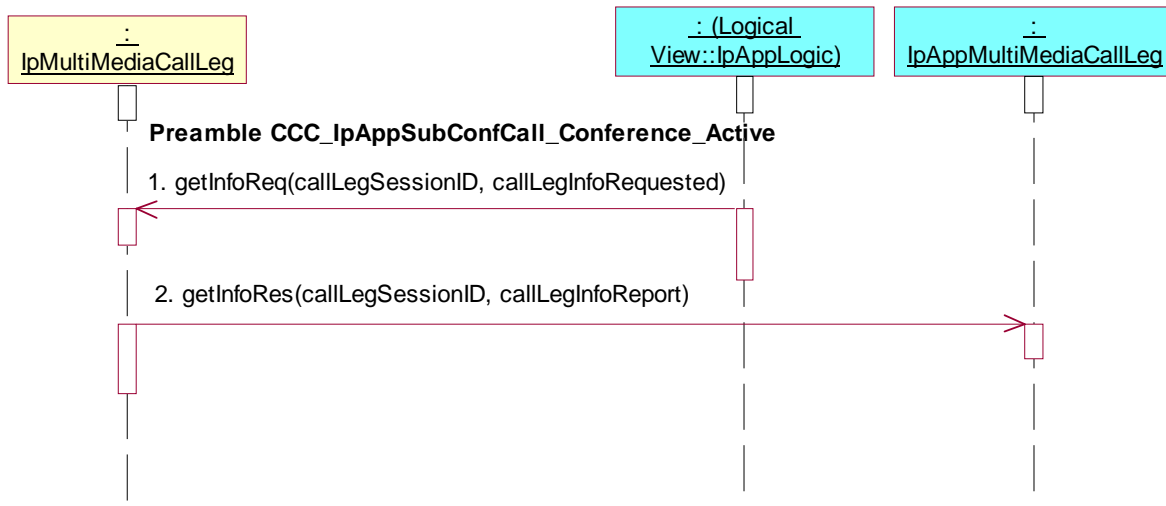 :
IpMultiMediaCallLeg
: (Logical
View::IpAppLogic)
:
IpAppMultiMediaCallLeg
Preamble CCC_IpAppSubConfCall_Conference_Active
1. getInfoReq(callLegSessionID, callLegInfoRequested)
2. getInfoRes(callLegSessionID, callLegInfoReport)